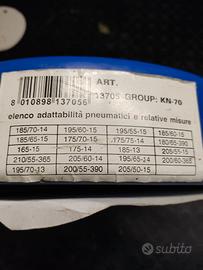 ART.
8 010898 137056
13705 GROUP: KN-70
elenco adattabilità pneumatici e relative misure
185/70-14 195/60-15 195/55-15 185/60-15
185/65-15 175/70-15 175/75-14 180/65-390
165-15 175-14 185-13 205/55-15
210/55-365 205/60-14 195/65-14 200/60-365
195/70-13 200/55-390 205/50-15
subito